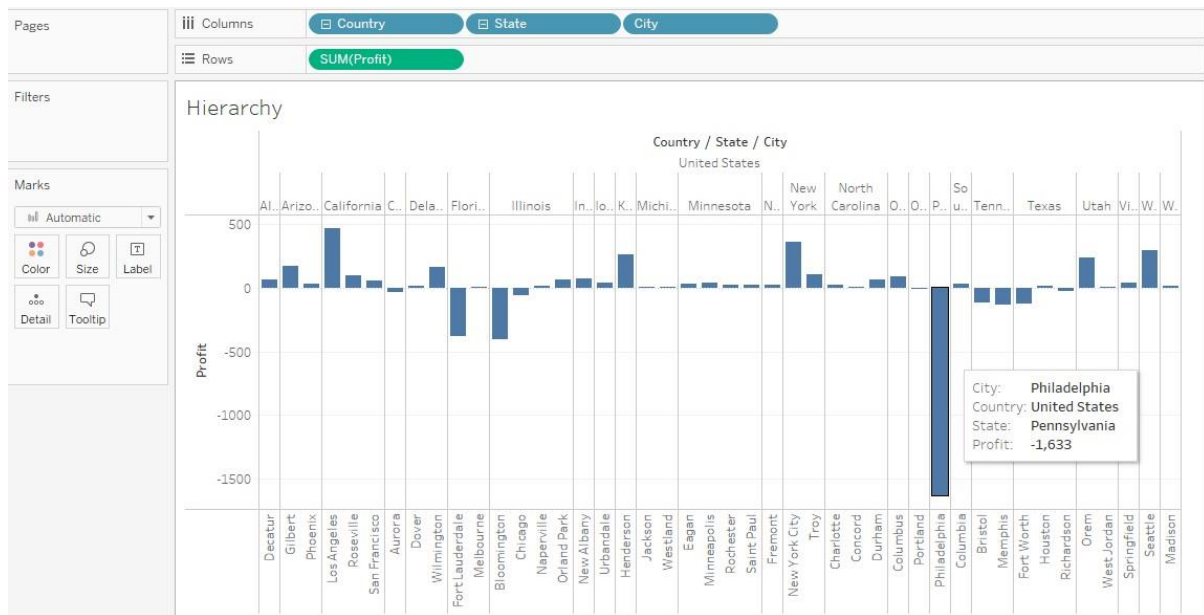 Pages
Columns
Country
State
City
Rows
SUM(Profit)
Filters
Marks
Automatic
Color
Size
Label
Detail
Tooltip
Hierarchy
Country / State / City
United States
Al.. Arizo.. California C.. Dela.. Flori.. Illinois In.. Io.. K.. Michi.. Minnesota N.. New York North Carolina O.. O.. P.. Sou.. Tenn.. Texas Utah Vi.. W.. W..
Profit
500
0
-500
-1000
-1500
City: Philadelphia
Country: United States
State: Pennsylvania
Profit: -1,633
Decatur
Gilbert
Phoenix
Los Angeles
Roseville
San Francisco
Aurora
Dover
Wilmington
Fort Lauderdale
Melbourne
Bloomington
Chicago
Naperville
Orland Park
New Albany
Urbandale
Henderson
Jackson
Westland
Eagan
Minneapolis
Rochester
Saint Paul
Fremont
New York City
Troy
Charlotte
Concord
Durham
Columbus
Portland
Philadelphia
Columbia
Bristol
Memphis
Fort Worth
Houston
Richardson
Orem
West Jordan
Springfield
Seattle
Madison